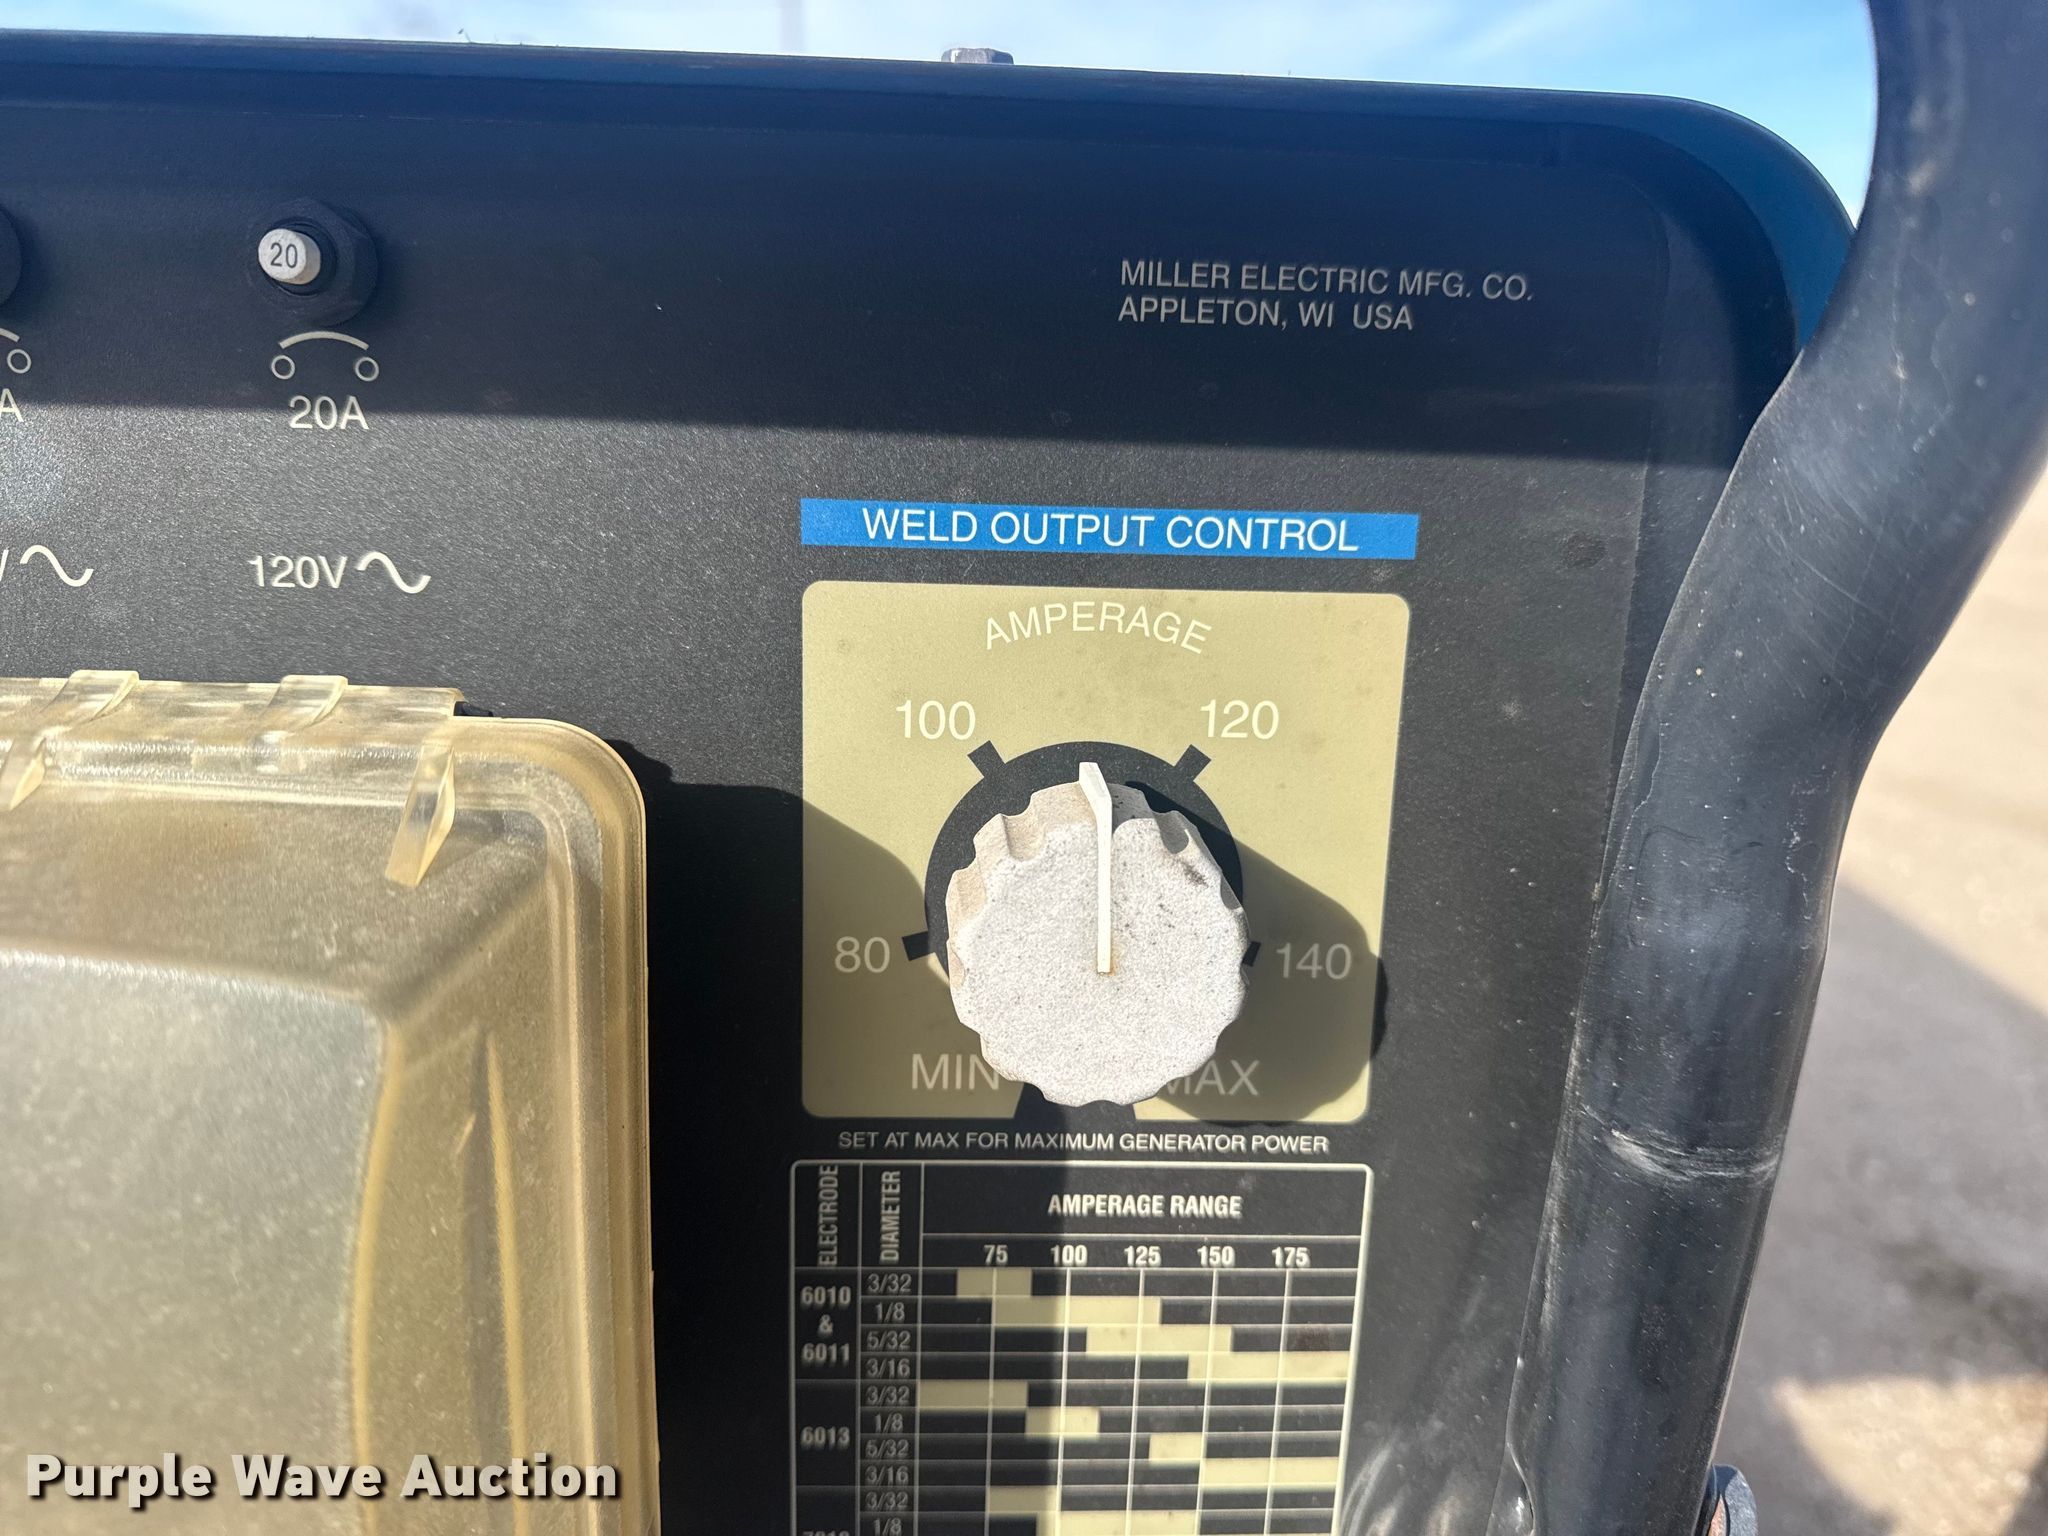 20
MILLER ELECTRIC MFG. CO.
APPLETON, WI USA
A
20A
WELD OUTPUT CONTROL
120V
AMPERAGE
100
120
80
140
MIN
MAX
SET AT MAX FOR MAXIMUM GENERATOR POWER
ELECTRODE
DIAMETER
AMPERAGE RANGE
75 100 125 150 175
6010
&
6011
3/32
1/8
5/32
3/16
6013
3/32
1/8
5/32
3/16
3/32
1/8
Purple Wave Auction